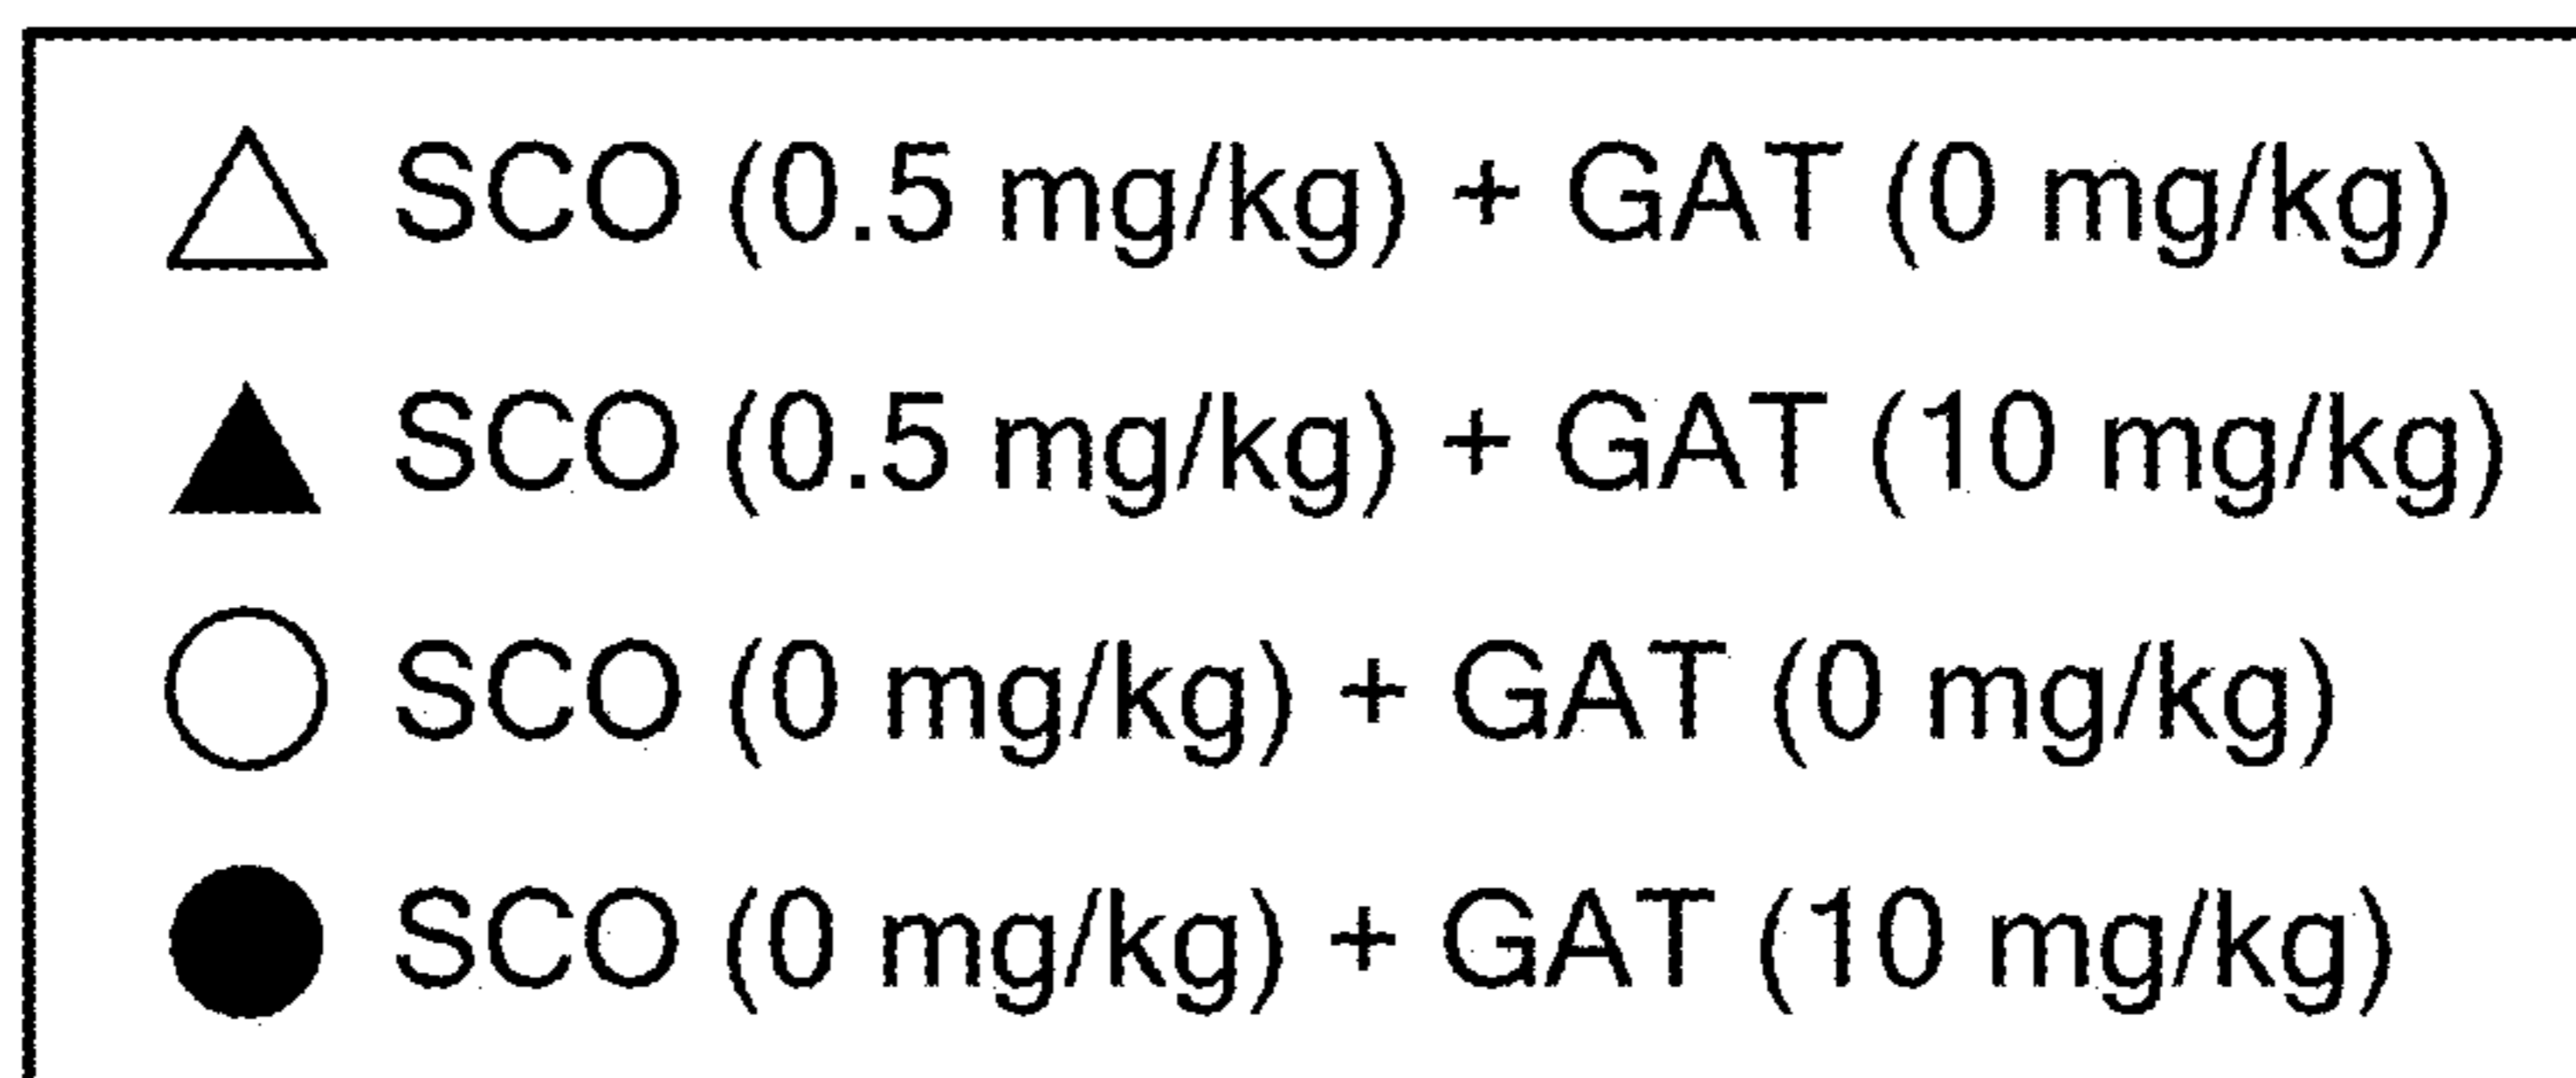 SCO (0.5 mg/kg) + GAT (0 mg/kg)
SCO (0.5 mg/kg) + GAT (10 mg/kg)
SCO (0 mg/kg) + GAT (0 mg/kg)
SCO (0 mg/kg) + GAT (10 mg/kg)